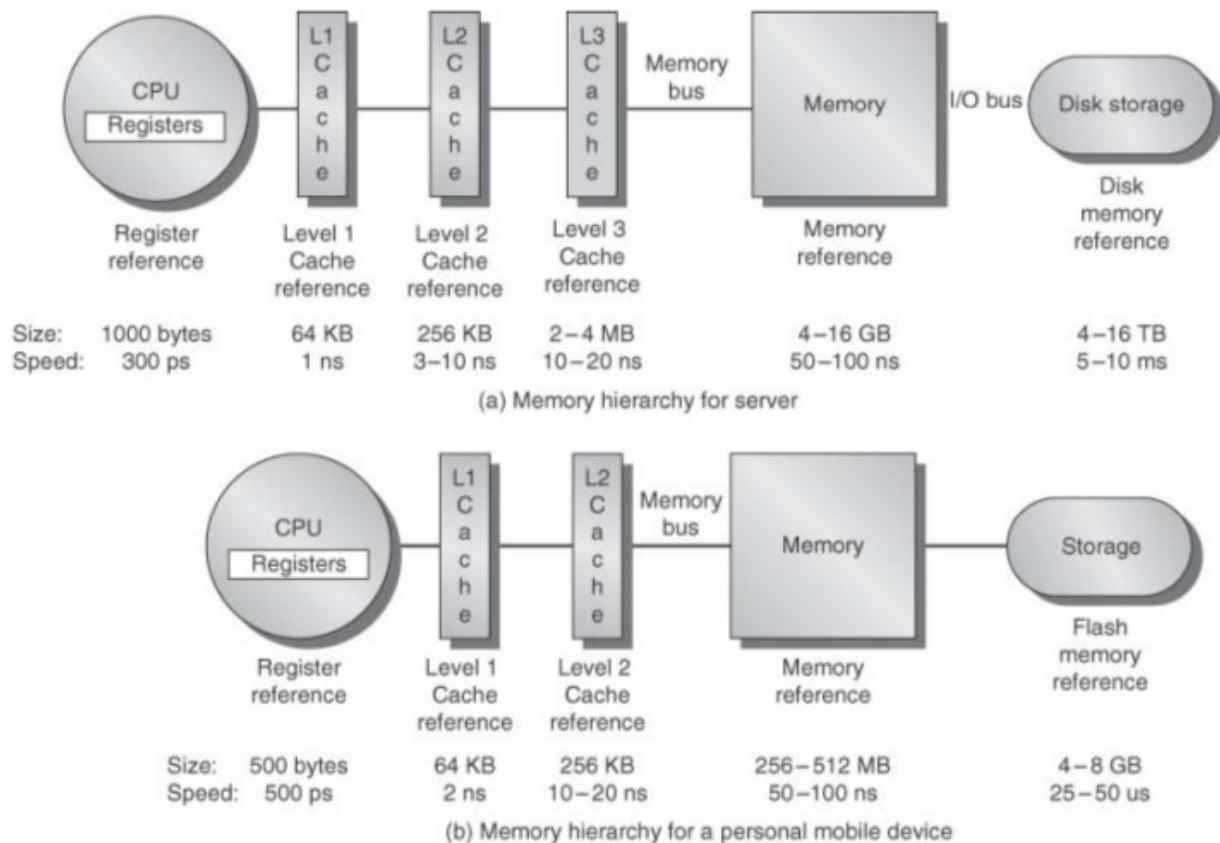 CPU
Registers
L1
C
a
c
h
e
L2
C
a
c
h
e
L3
C
a
c
h
e
Memory
bus
Memory
I/O bus
Disk storage
Register
reference
Level 1
Cache
reference
Level 2
Cache
reference
Level 3
Cache
reference
Memory
reference
Disk
memory
reference
Size: 1000 bytes 64 KB 256 KB 2–4 MB 4–16 GB 4–16 TB
Speed: 300 ps 1 ns 3–10 ns 10–20 ns 50–100 ns 5–10 ms
(a) Memory hierarchy for server
CPU
Registers
L1
C
a
c
h
e
L2
C
a
c
h
e
Memory
bus
Memory
Storage
Register
reference
Level 1
Cache
reference
Level 2
Cache
reference
Memory
reference
Flash
memory
reference
Size: 500 bytes 64 KB 256 KB 256–512 MB 4–8 GB
Speed: 500 ps 2 ns 10–20 ns 50–100 ns 25–50 us
(b) Memory hierarchy for a personal mobile device